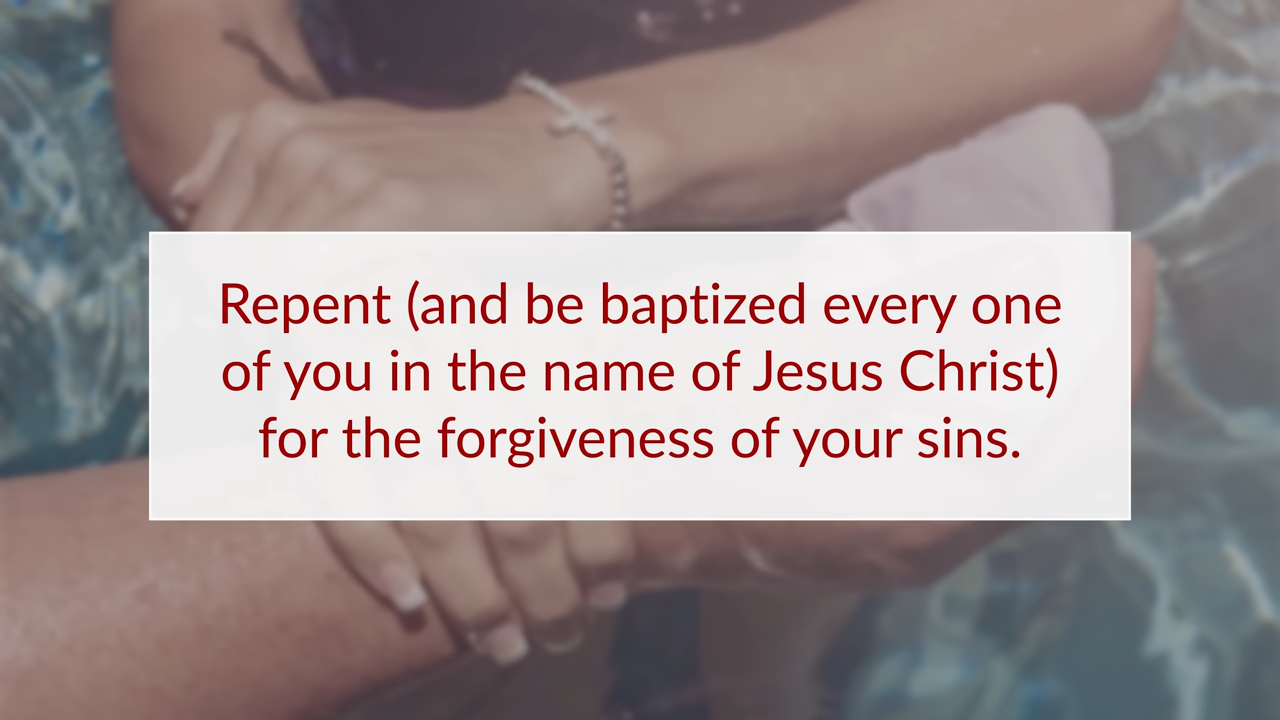 Repent (and be baptized every one
of you in the name of Jesus Christ)
for the forgiveness of your sins.